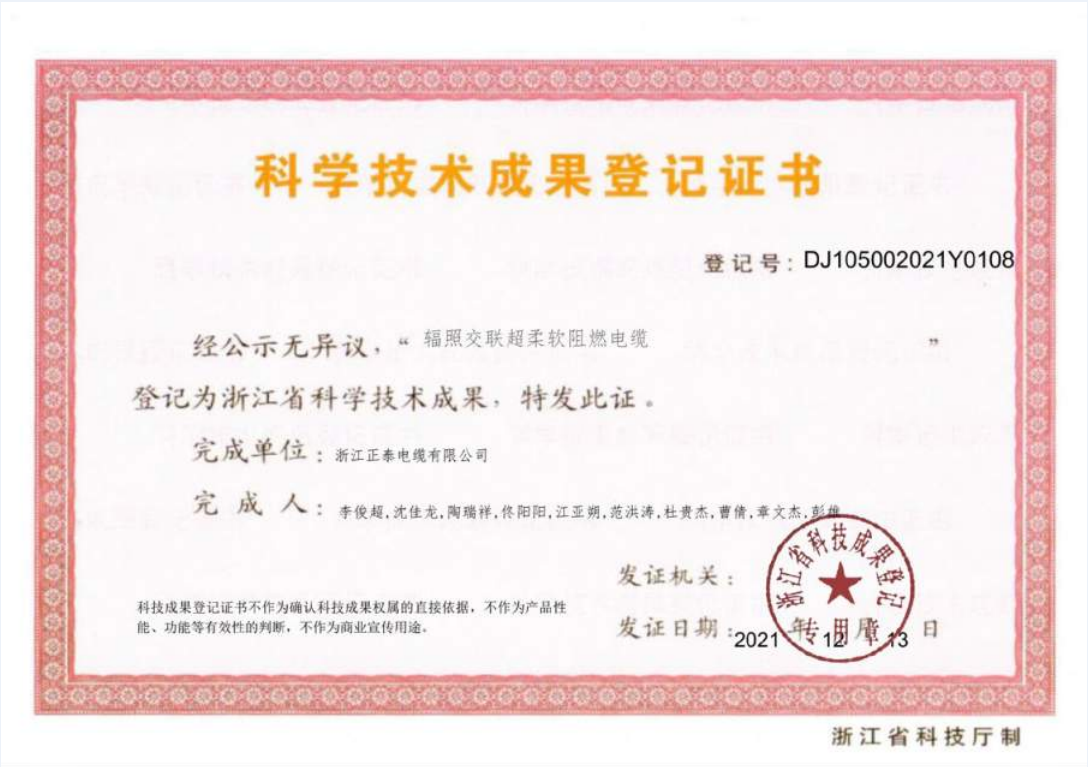 科学技术成果登记证书
登记号：DJ105002021Y0108
经公示无异议，“ 辐照交联超柔软阻燃电缆 ”
登记为浙江省科学技术成果，特发此证。
完成单位：浙江正泰电缆有限公司
完成人：李俊超,沈佳龙,陶瑞祥,佟阳阳,江亚朔,范洪涛,杜贵杰,曹倩,章文杰,彭雄
发证机关：
浙江省科技成果登记
专用章
科技成果登记证书不作为确认科技成果权属的直接依据，不作为产品性
能、功能等有效性的判断，不作为商业宣传用途。
发证日期：2021 年 12 月 13 日
浙江省科技厅制